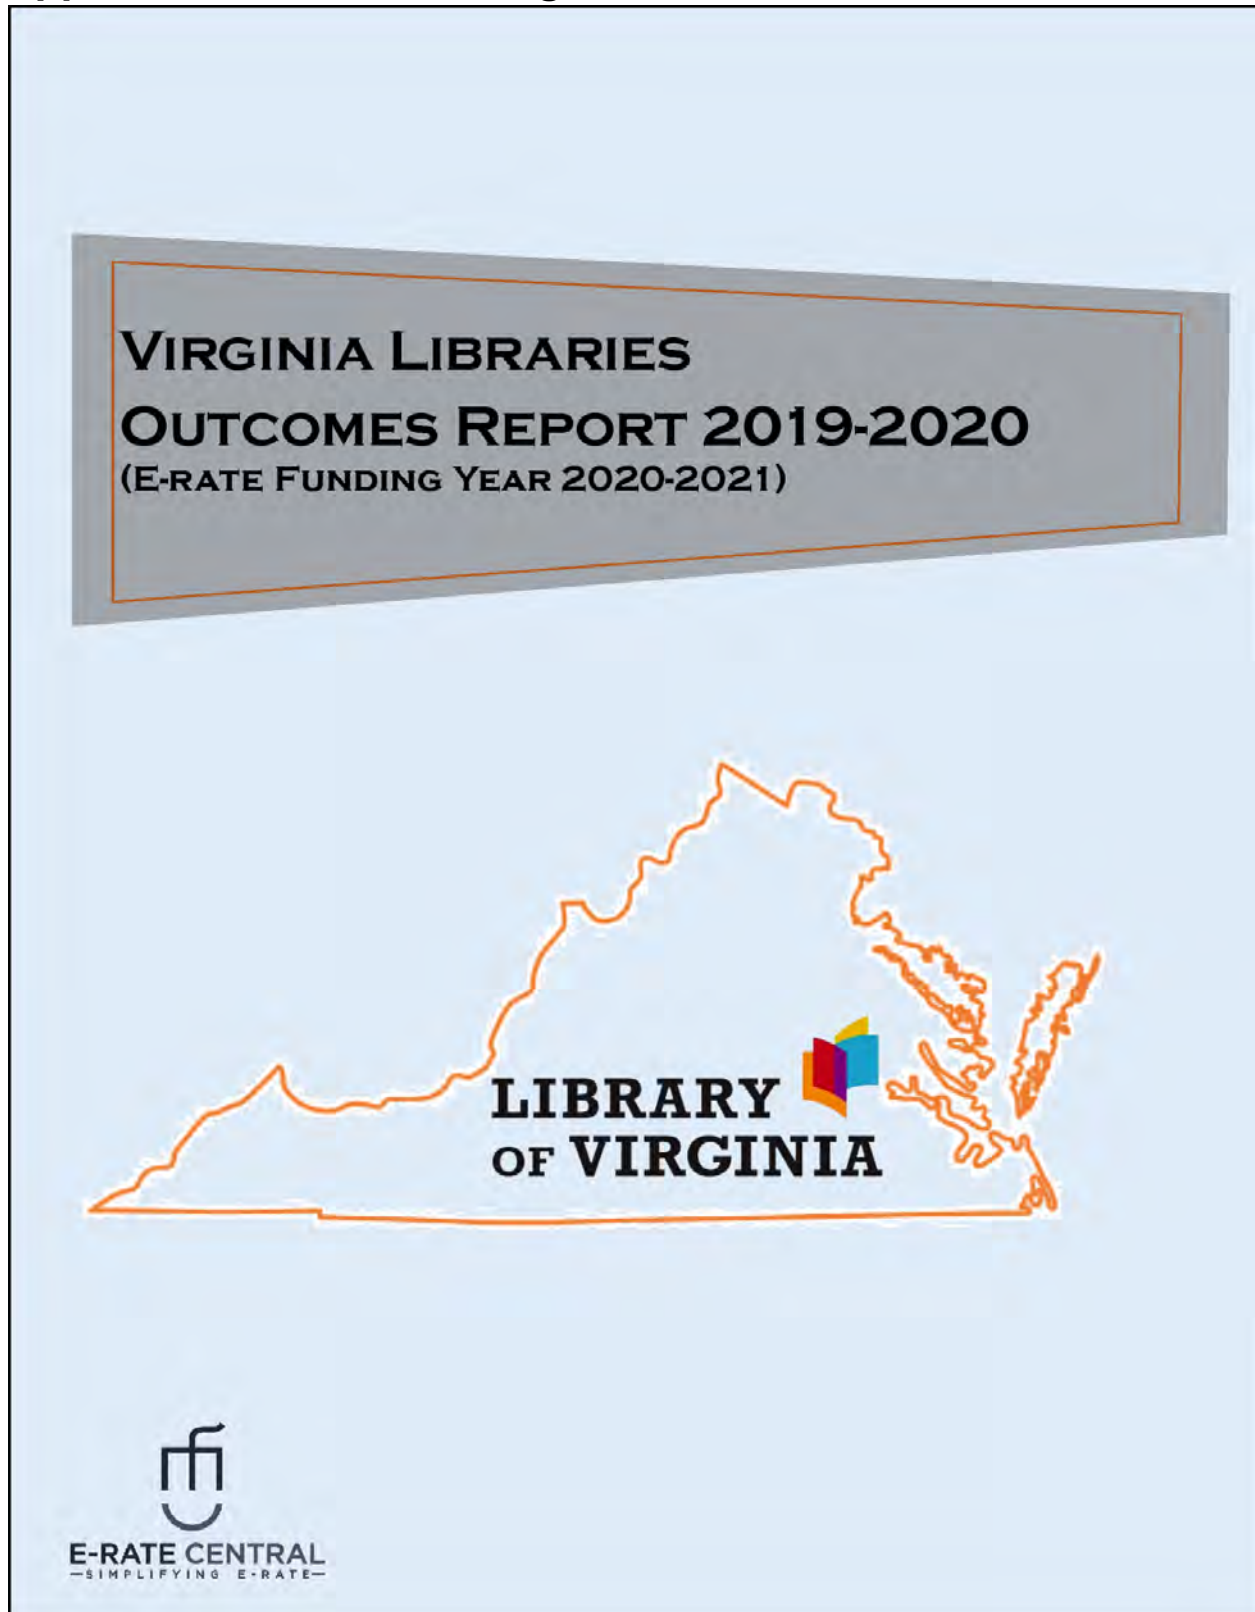 VIRGINIA LIBRARIES
OUTCOMES REPORT 2019-2020
(E-RATE FUNDING YEAR 2020-2021)
LIBRARY
OF VIRGINIA
E-RATE CENTRAL
—SIMPLIFYING E-RATE—